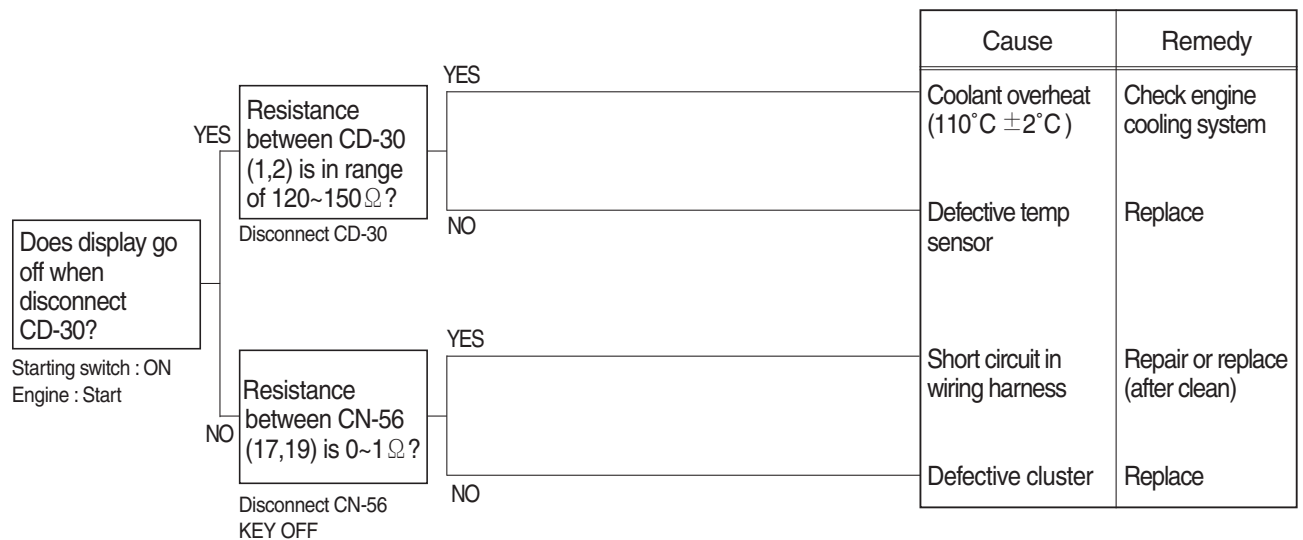 Does display go
off when
disconnect
CD-30?
Starting switch : ON
Engine : Start
YES
Resistance
between CD-30
(1,2) is in range
of 120~150Ω?
Disconnect CD-30
YES
NO
NO
Resistance
between CN-56
(17,19) is 0~1Ω?
Disconnect CN-56
KEY OFF
YES
NO
Cause Remedy
Coolant overheat Check engine
(110˚C ±2˚C) cooling system
Defective temp Replace
sensor
Short circuit in Repair or replace
wiring harness (after clean)
Defective cluster Replace